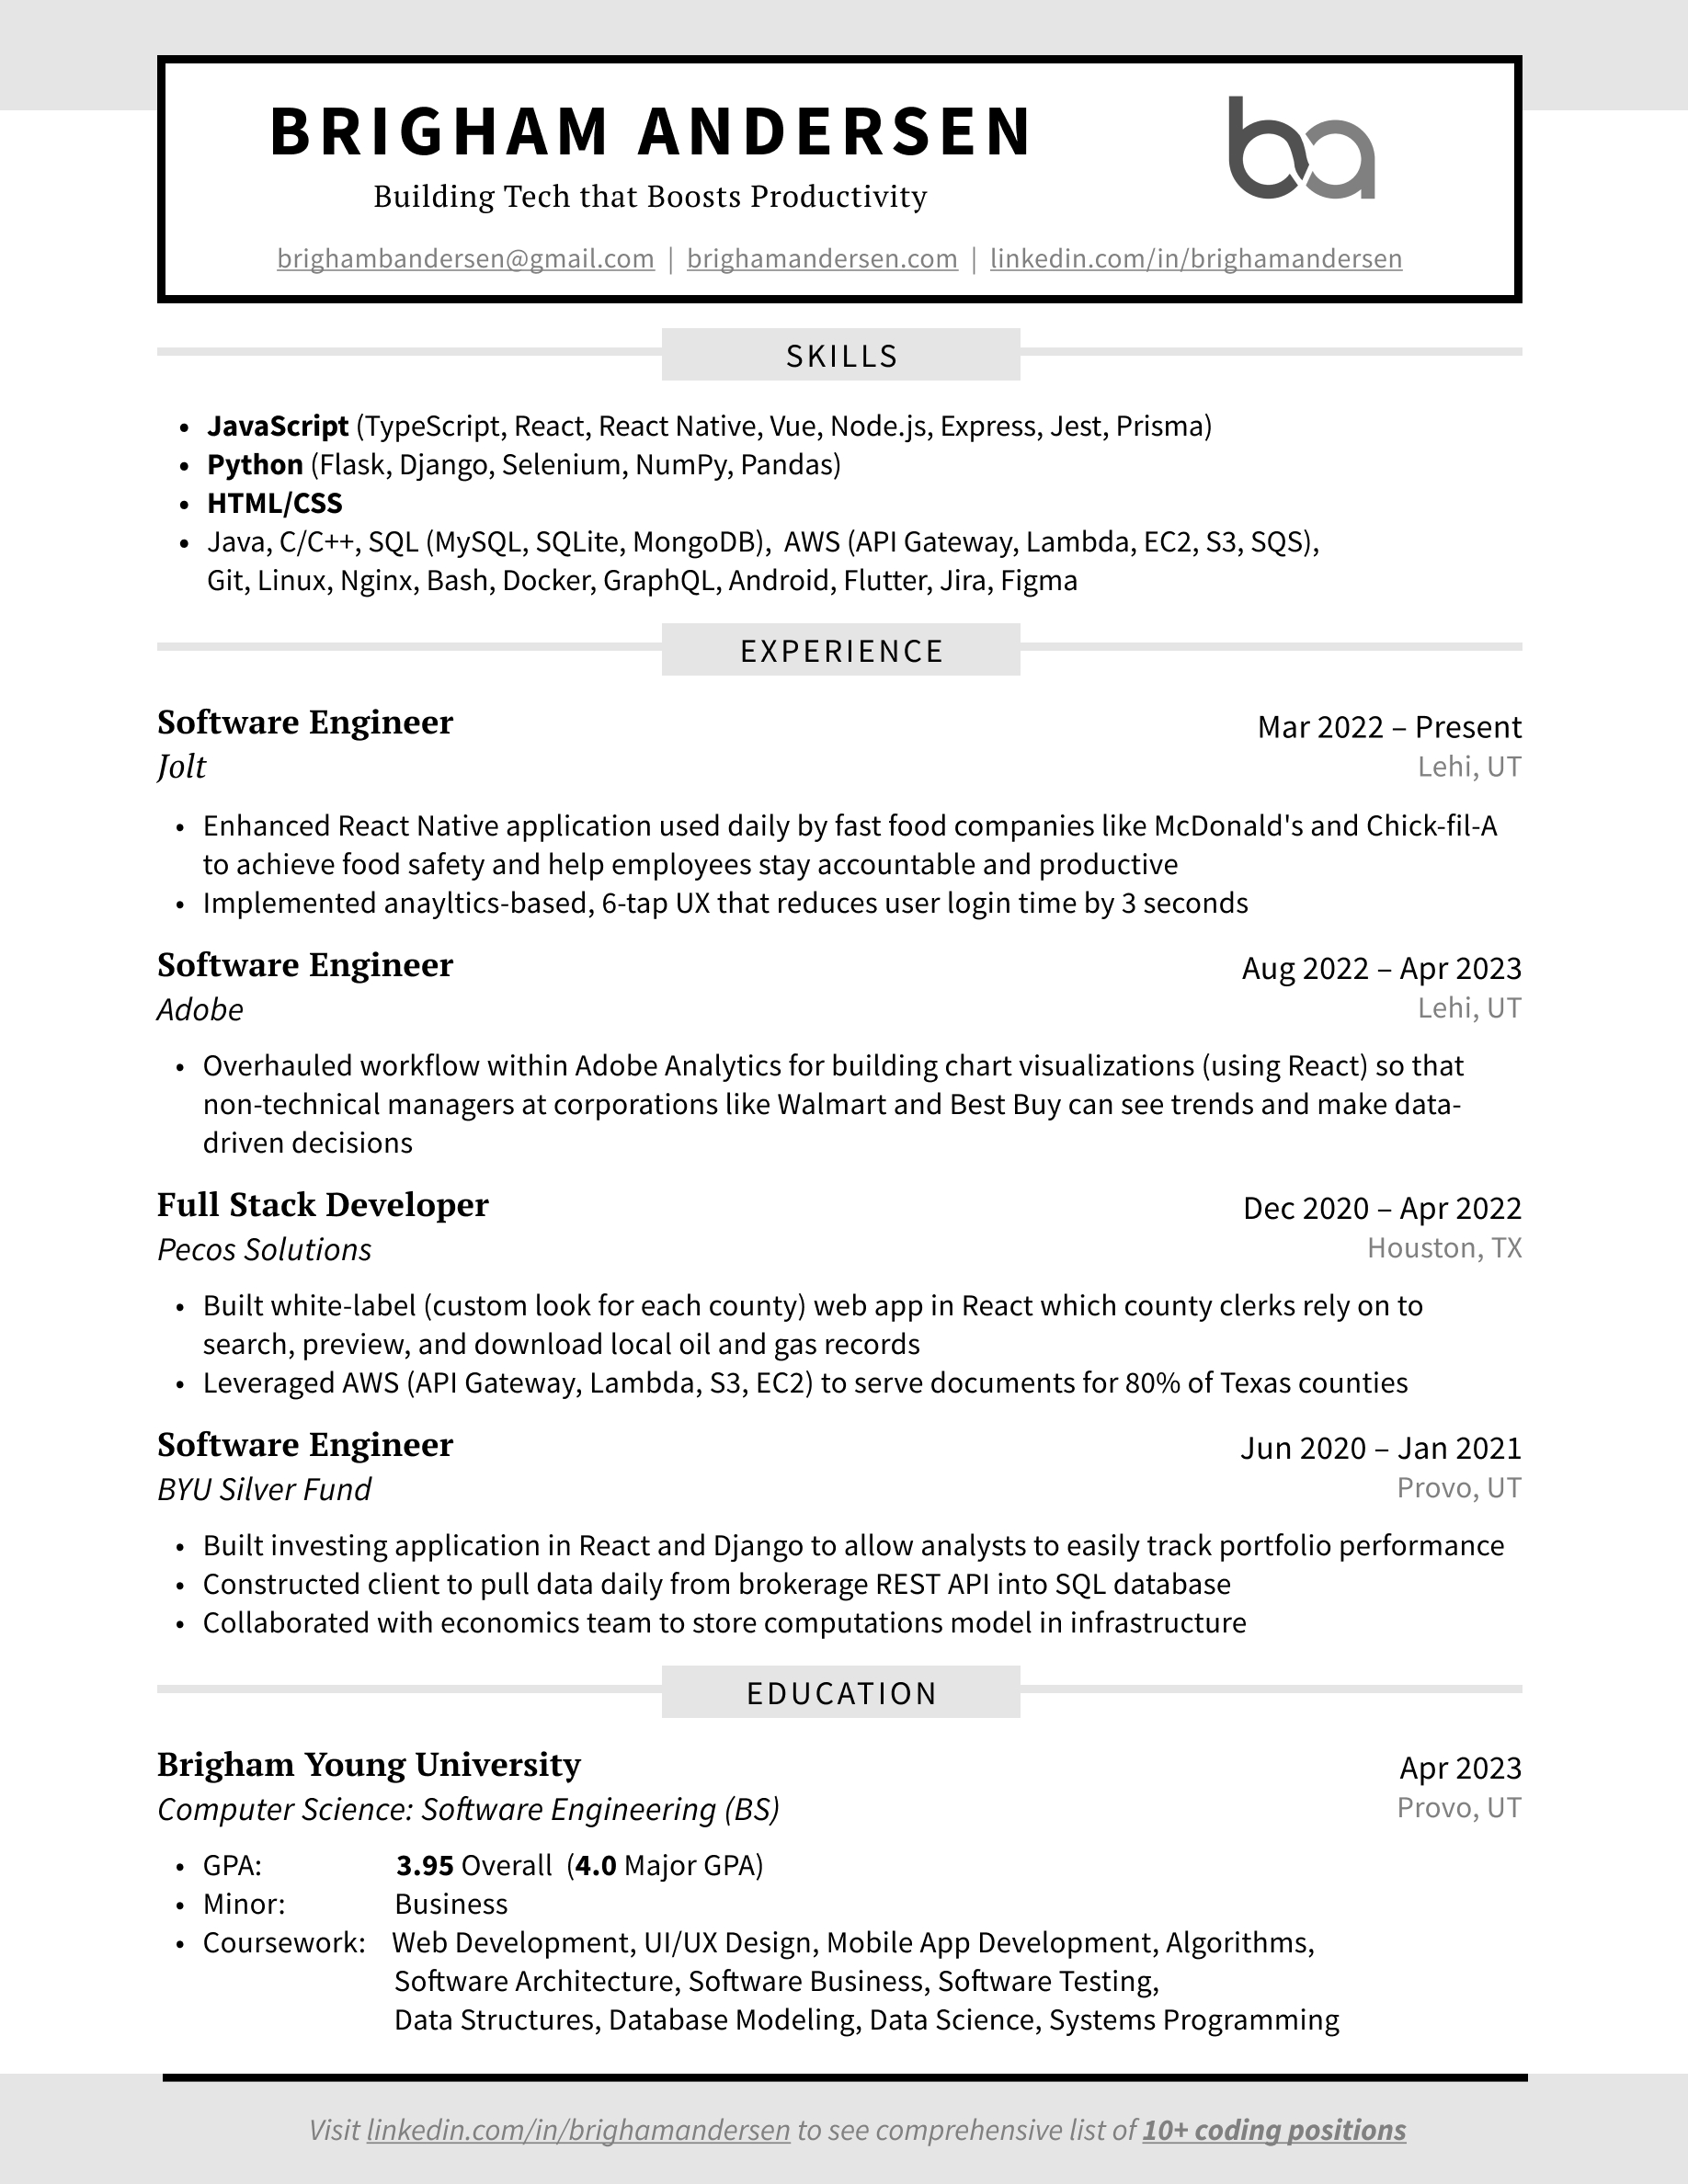 BRIGHAM ANDERSEN
ba
Building Tech that Boosts Productivity
brighambandersen@gmail.com | brighamandersen.com | linkedin.com/in/brighamandersen
SKILLS
• JavaScript (TypeScript, React, React Native, Vue, Node.js, Express, Jest, Prisma)
• Python (Flask, Django, Selenium, NumPy, Pandas)
• HTML/CSS
• Java, C/C++, SQL (MySQL, SQLite, MongoDB),  AWS (API Gateway, Lambda, EC2, S3, SQS),
Git, Linux, Nginx, Bash, Docker, GraphQL, Android, Flutter, Jira, Figma
EXPERIENCE
Software Engineer Mar 2022 – Present
Jolt Lehi, UT
• Enhanced React Native application used daily by fast food companies like McDonald's and Chick-fil-A
to achieve food safety and help employees stay accountable and productive
• Implemented anayltics-based, 6-tap UX that reduces user login time by 3 seconds
Software Engineer Aug 2022 – Apr 2023
Adobe Lehi, UT
• Overhauled workflow within Adobe Analytics for building chart visualizations (using React) so that
non-technical managers at corporations like Walmart and Best Buy can see trends and make data-
driven decisions
Full Stack Developer Dec 2020 – Apr 2022
Pecos Solutions Houston, TX
• Built white-label (custom look for each county) web app in React which county clerks rely on to
search, preview, and download local oil and gas records
• Leveraged AWS (API Gateway, Lambda, S3, EC2) to serve documents for 80% of Texas counties
Software Engineer Jun 2020 – Jan 2021
BYU Silver Fund Provo, UT
• Built investing application in React and Django to allow analysts to easily track portfolio performance
• Constructed client to pull data daily from brokerage REST API into SQL database
• Collaborated with economics team to store computations model in infrastructure
EDUCATION
Brigham Young University Apr 2023
Computer Science: Software Engineering (BS) Provo, UT
• GPA: 3.95 Overall (4.0 Major GPA)
• Minor: Business
• Coursework: Web Development, UI/UX Design, Mobile App Development, Algorithms,
Software Architecture, Software Business, Software Testing,
Data Structures, Database Modeling, Data Science, Systems Programming
Visit linkedin.com/in/brighamandersen to see comprehensive list of 10+ coding positions